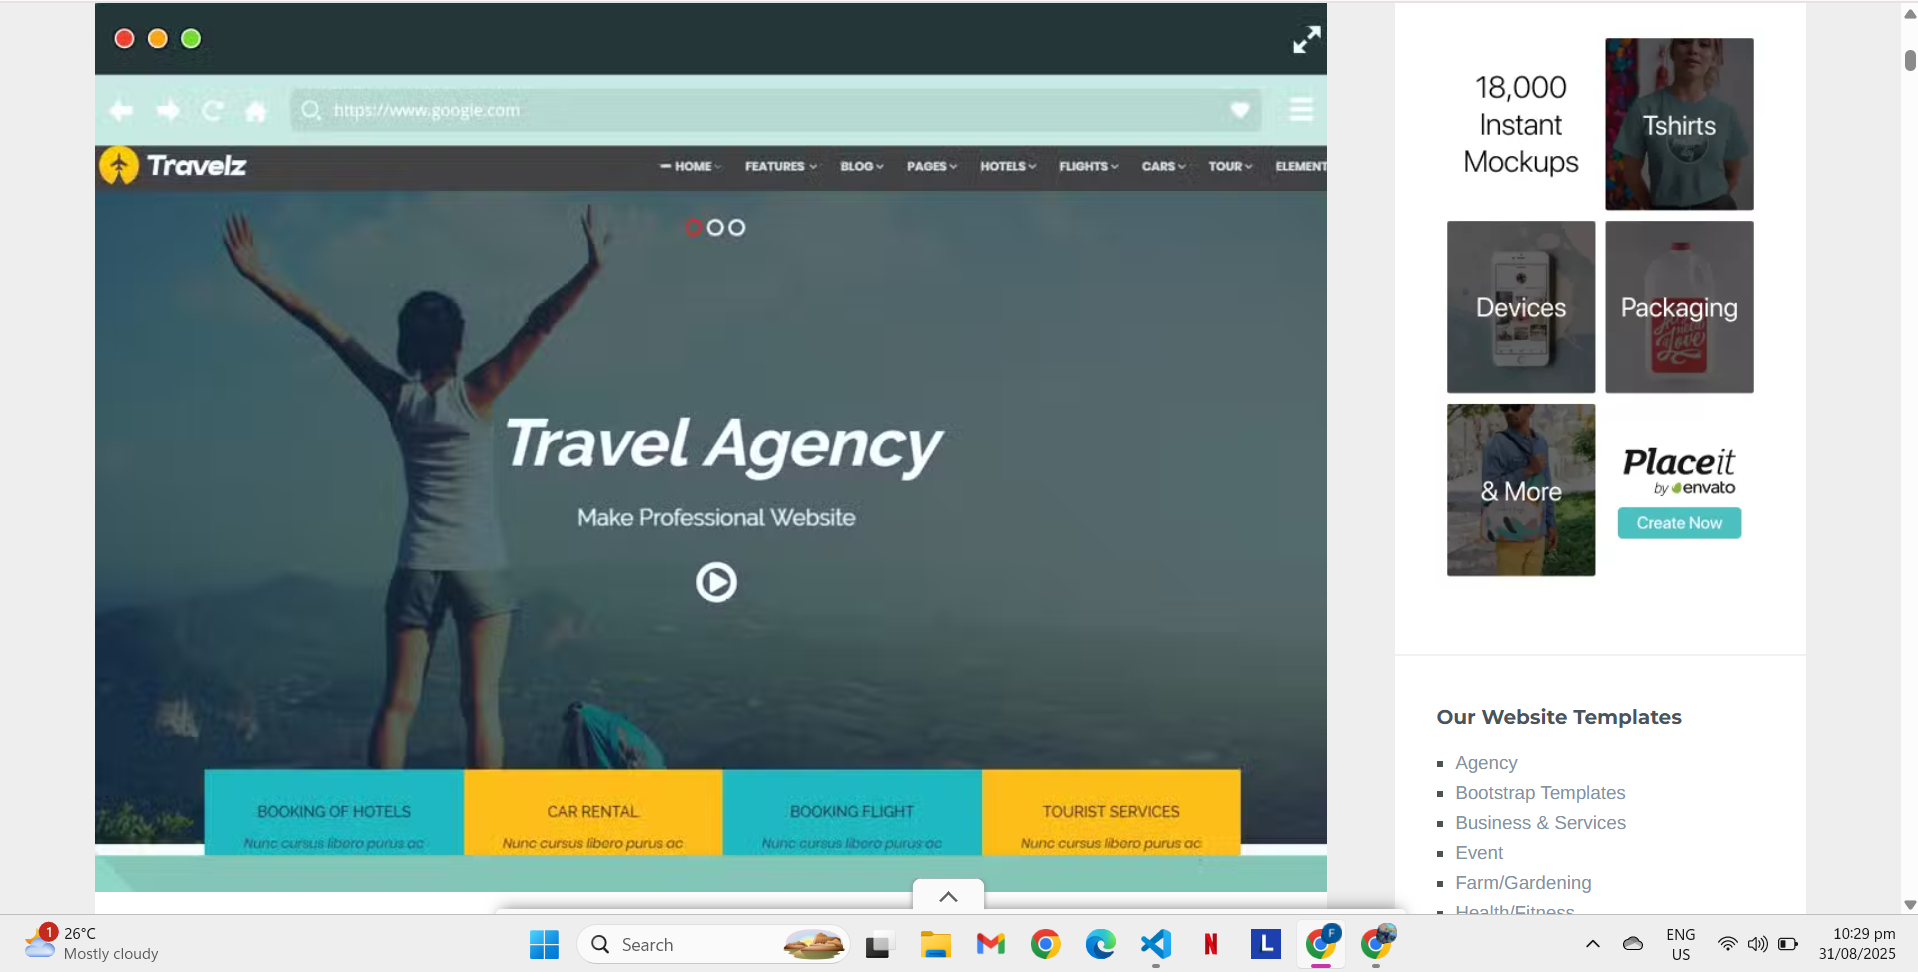 https://www.google.com
Travelz
HOME
FEATURES
BLOG
PAGES
HOTELS
FLIGHTS
CARS
TOUR
ELEMENT
Travel Agency
Make Professional Website
BOOKING OF HOTELS
Nunc cursus libero purus ac
CAR RENTAL
Nunc cursus libero purus ac
BOOKING FLIGHT
Nunc cursus libero purus ac
TOURIST SERVICES
Nunc cursus libero purus ac
18,000
Instant
Mockups
Tshirts
Devices
Packaging
& More
Placeit
by envato
Create Now
Our Website Templates
Agency
Bootstrap Templates
Business & Services
Event
Farm/Gardening
Health/Fitness
1
26°C
Mostly cloudy
Search
N
L
F
ENG
US
10:29 pm
31/08/2025